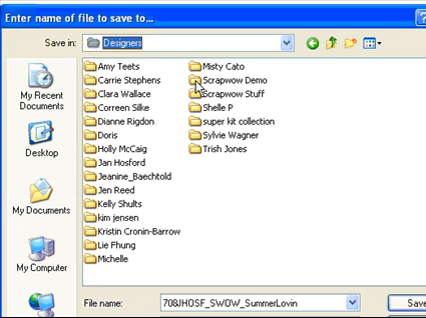 Enter name of file to save to...
Save in:
Designers
My Recent
Documents
Desktop
My Documents
My Computer
Amy Teets
Carrie Stephens
Clara Wallace
Correen Silke
Dianne Rigdon
Doris
Holly McCaig
Jan Hosford
Jeanine_Baechtold
Jen Reed
Kelly Shults
kim jensen
Kristin Cronin-Barrow
Lie Fhung
Michelle
Misty Cato
Scrapwow Demo
Scrapwow Stuff
Shelle P
super kit collection
Sylvie Wagner
Trish Jones
File name:
708JHOSF_SWOW_SummerLovin
Save